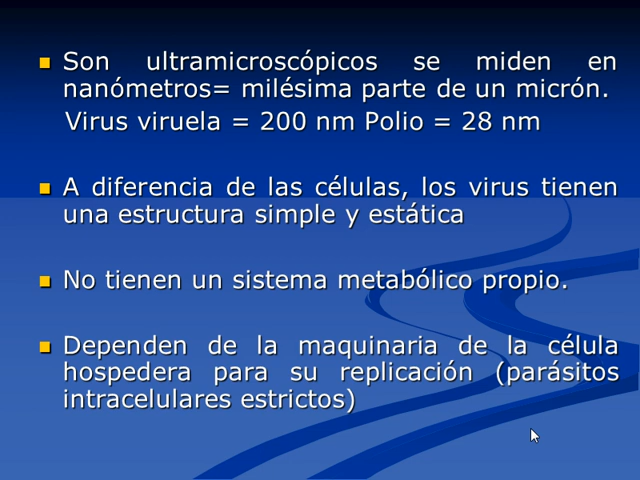 Son ultramicroscópicos se miden en
nanómetros= milésima parte de un micrón.
Virus viruela = 200 nm Polio = 28 nm
A diferencia de las células, los virus tienen
una estructura simple y estática
No tienen un sistema metabólico propio.
Dependen de la maquinaria de la célula
hospedera para su replicación (parásitos
intracelulares estrictos)